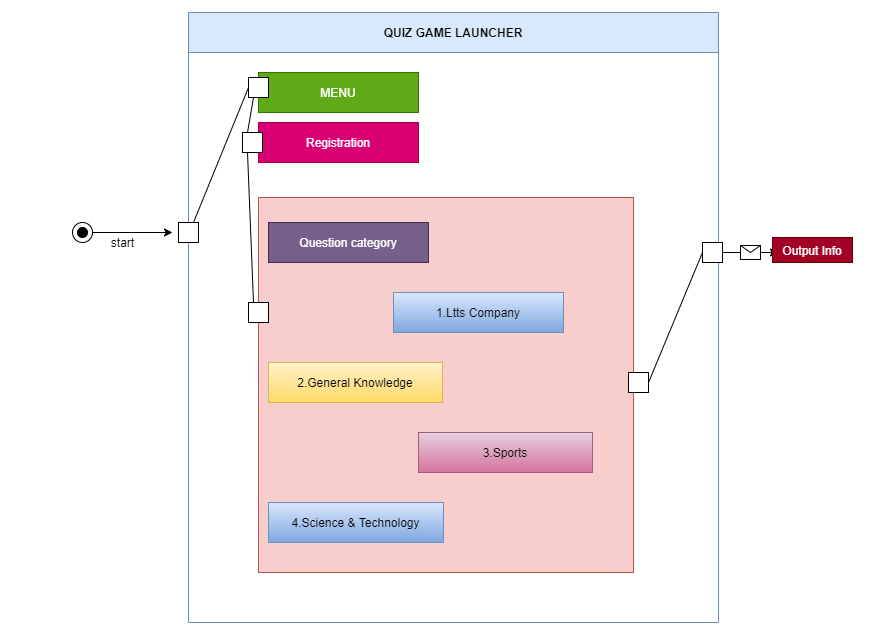 QUIZ GAME LAUNCHER
MENU
Registration
start
Question category
Output Info
1.Ltts Company
2.General Knowledge
3.Sports
4.Science & Technology